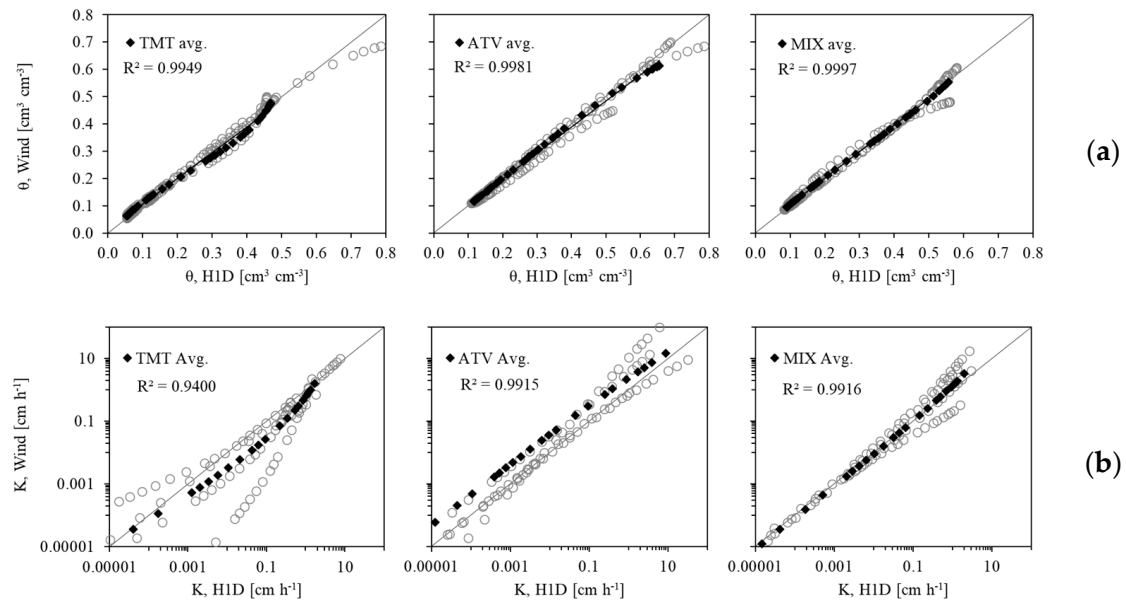 0.8
0.7
0.6
0.5
0.4
0.3
0.2
0.1
0.0
θ, Wind [cm³ cm⁻³]
TMT avg.
R² = 0.9949
0 0.1 0.2 0.3 0.4 0.5 0.6 0.7 0.8
θ, H1D [cm³ cm⁻³]
ATV avg.
R² = 0.9981
0 0.1 0.2 0.3 0.4 0.5 0.6 0.7 0.8
θ, H1D [cm³ cm⁻³]
MIX avg.
R² = 0.9997
0 0.1 0.2 0.3 0.4 0.5 0.6 0.7 0.8
θ, H1D [cm³ cm⁻³]
(a)
10
0.1
0.001
0.00001
K, Wind [cm h⁻¹]
TMT Avg.
R² = 0.9400
0.00001 0.001 0.1 10
K, H1D [cm h⁻¹]
ATV Avg.
R² = 0.9915
0.00001 0.001 0.1 10
K, H1D [cm h⁻¹]
MIX Avg.
R² = 0.9916
0.00001 0.001 0.1 10
K, H1D [cm h⁻¹]
(b)